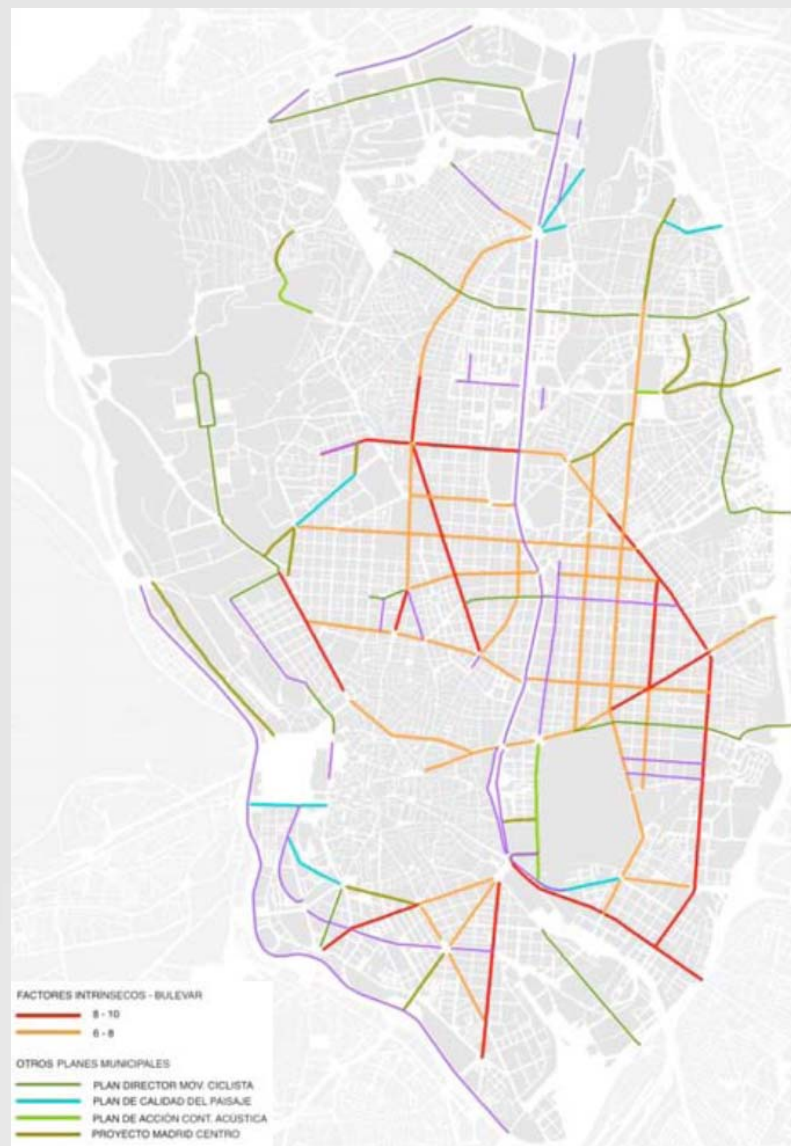 FACTORES INTRÍNSECOS - BULEVAR
8 - 10
6 - 8
OTROS PLANES MUNICIPALES
PLAN DIRECTOR MOV. CICLISTA
PLAN DE CALIDAD DEL PAISAJE
PLAN DE ACCIÓN CONT. ACÚSTICA
PROYECTO MADRID CENTRO